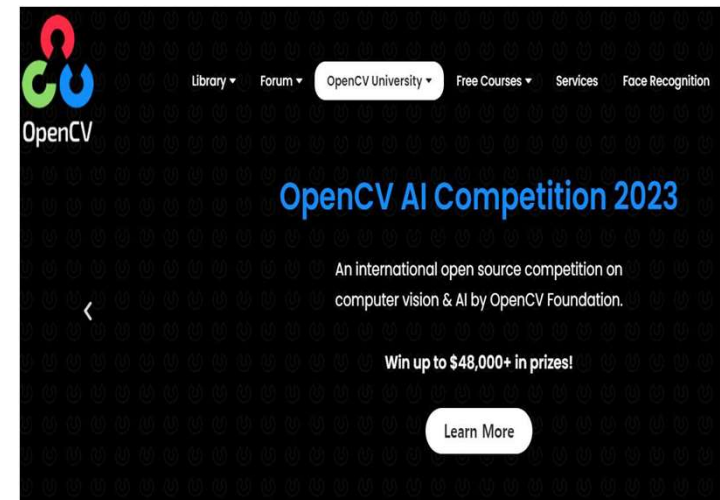 OpenCV
Library Forum OpenCV University Free Courses Services Face Recognition
OpenCV AI Competition 2023
An international open source competition on
computer vision & AI by OpenCV Foundation.
Win up to $48,000+ in prizes!
Learn More